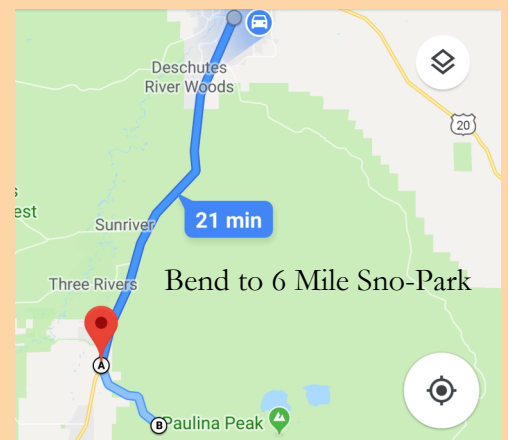 Deschutes
River Woods
20
s
est
Sunriver
21 min
Three Rivers
Bend to 6 Mile Sno-Park
A
B
Paulina Peak